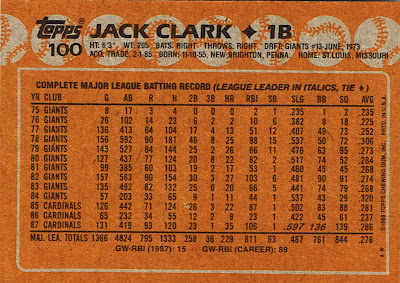 Topps
100
JACK CLARK ♦ 1B
HT: 6'3" WT: 205 BATS: RIGHT THROWS: RIGHT DRFT: GIANTS #13-JUNE, 1973
ACQ: TRADE, 2-1-85 BORN: 11-10-55, NEW BRIGHTON, PENNA. HOME: ST.LOUIS, MISSOURI
COMPLETE MAJOR LEAGUE BATTING RECORD (LEAGUE LEADER IN ITALICS, TIE ♦)
YR CLUB G AB R H 2B 3B HR RBI SB SLG BB SO AVG
75 GIANTS 8 17 3 4 0 0 0 2 1 .235 1 2 .235
76 GIANTS 26 102 14 23 6 2 2 10 6 .382 8 18 .225
77 GIANTS 136 413 64 104 17 4 13 51 12 .407 49 73 .252
78 GIANTS 156 592 90 181 46 8 25 98 15 .537 50 72 .306
79 GIANTS 143 527 84 144 25 2 26 86 11 .476 63 95 .273
80 GIANTS 127 437 77 124 20 8 22 82 2 .517 74 52 .284
81 GIANTS 99 385 60 103 19 2 17 53 1 .460 45 45 .268
82 GIANTS 157 563 90 154 30 3 27 103 6 .481 90 91 .274
83 GIANTS 135 492 82 132 25 0 20 66 5 .441 74 79 .268
84 GIANTS 57 203 33 65 9 1 11 44 1 .537 43 29 .320
85 CARDINALS 126 442 71 124 26 3 22 87 1 .502 83 88 .281
86 CARDINALS 65 232 34 55 12 2 9 23 1 .422 45 61 .237
87 CARDINALS 131 419 93 120 23 1 35 106 1 .597 136 139 .286
MAJ. LEA. TOTALS 1366 4824 795 1333 258 36 229 811 63 .487 761 844 .276
GW-RBI (1987): 15 GW-RBI (CAREER): 89
©1988 TOPPS CHEWING GUM, INC. PRTD. IN U.S.A.